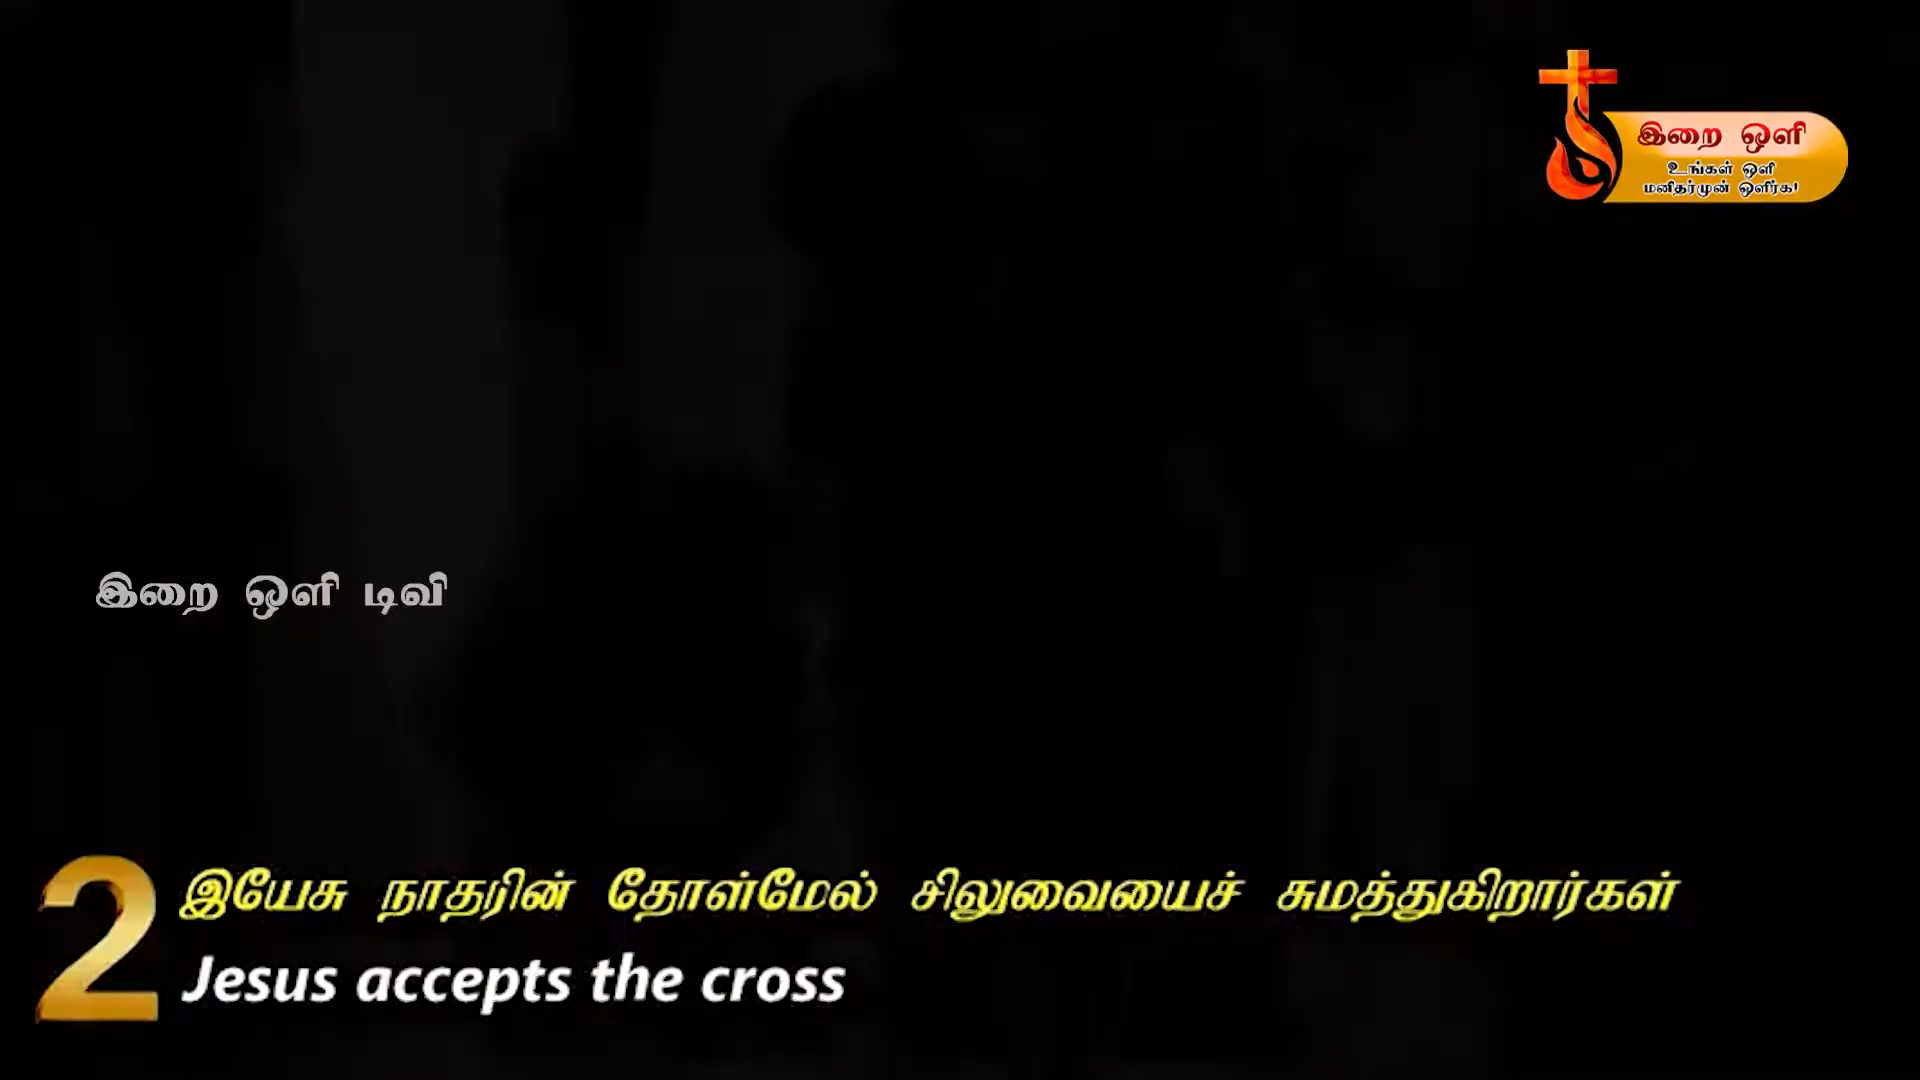 இறை ஒளி
உங்கள் ஒளி
மனிதர்முன் ஒளிர்க!
இறை ஒளி டிவி
2
இயேசு நாதரின் தோள்மேல் சிலுவையைச் சுமத்துகிறார்கள்
Jesus accepts the cross